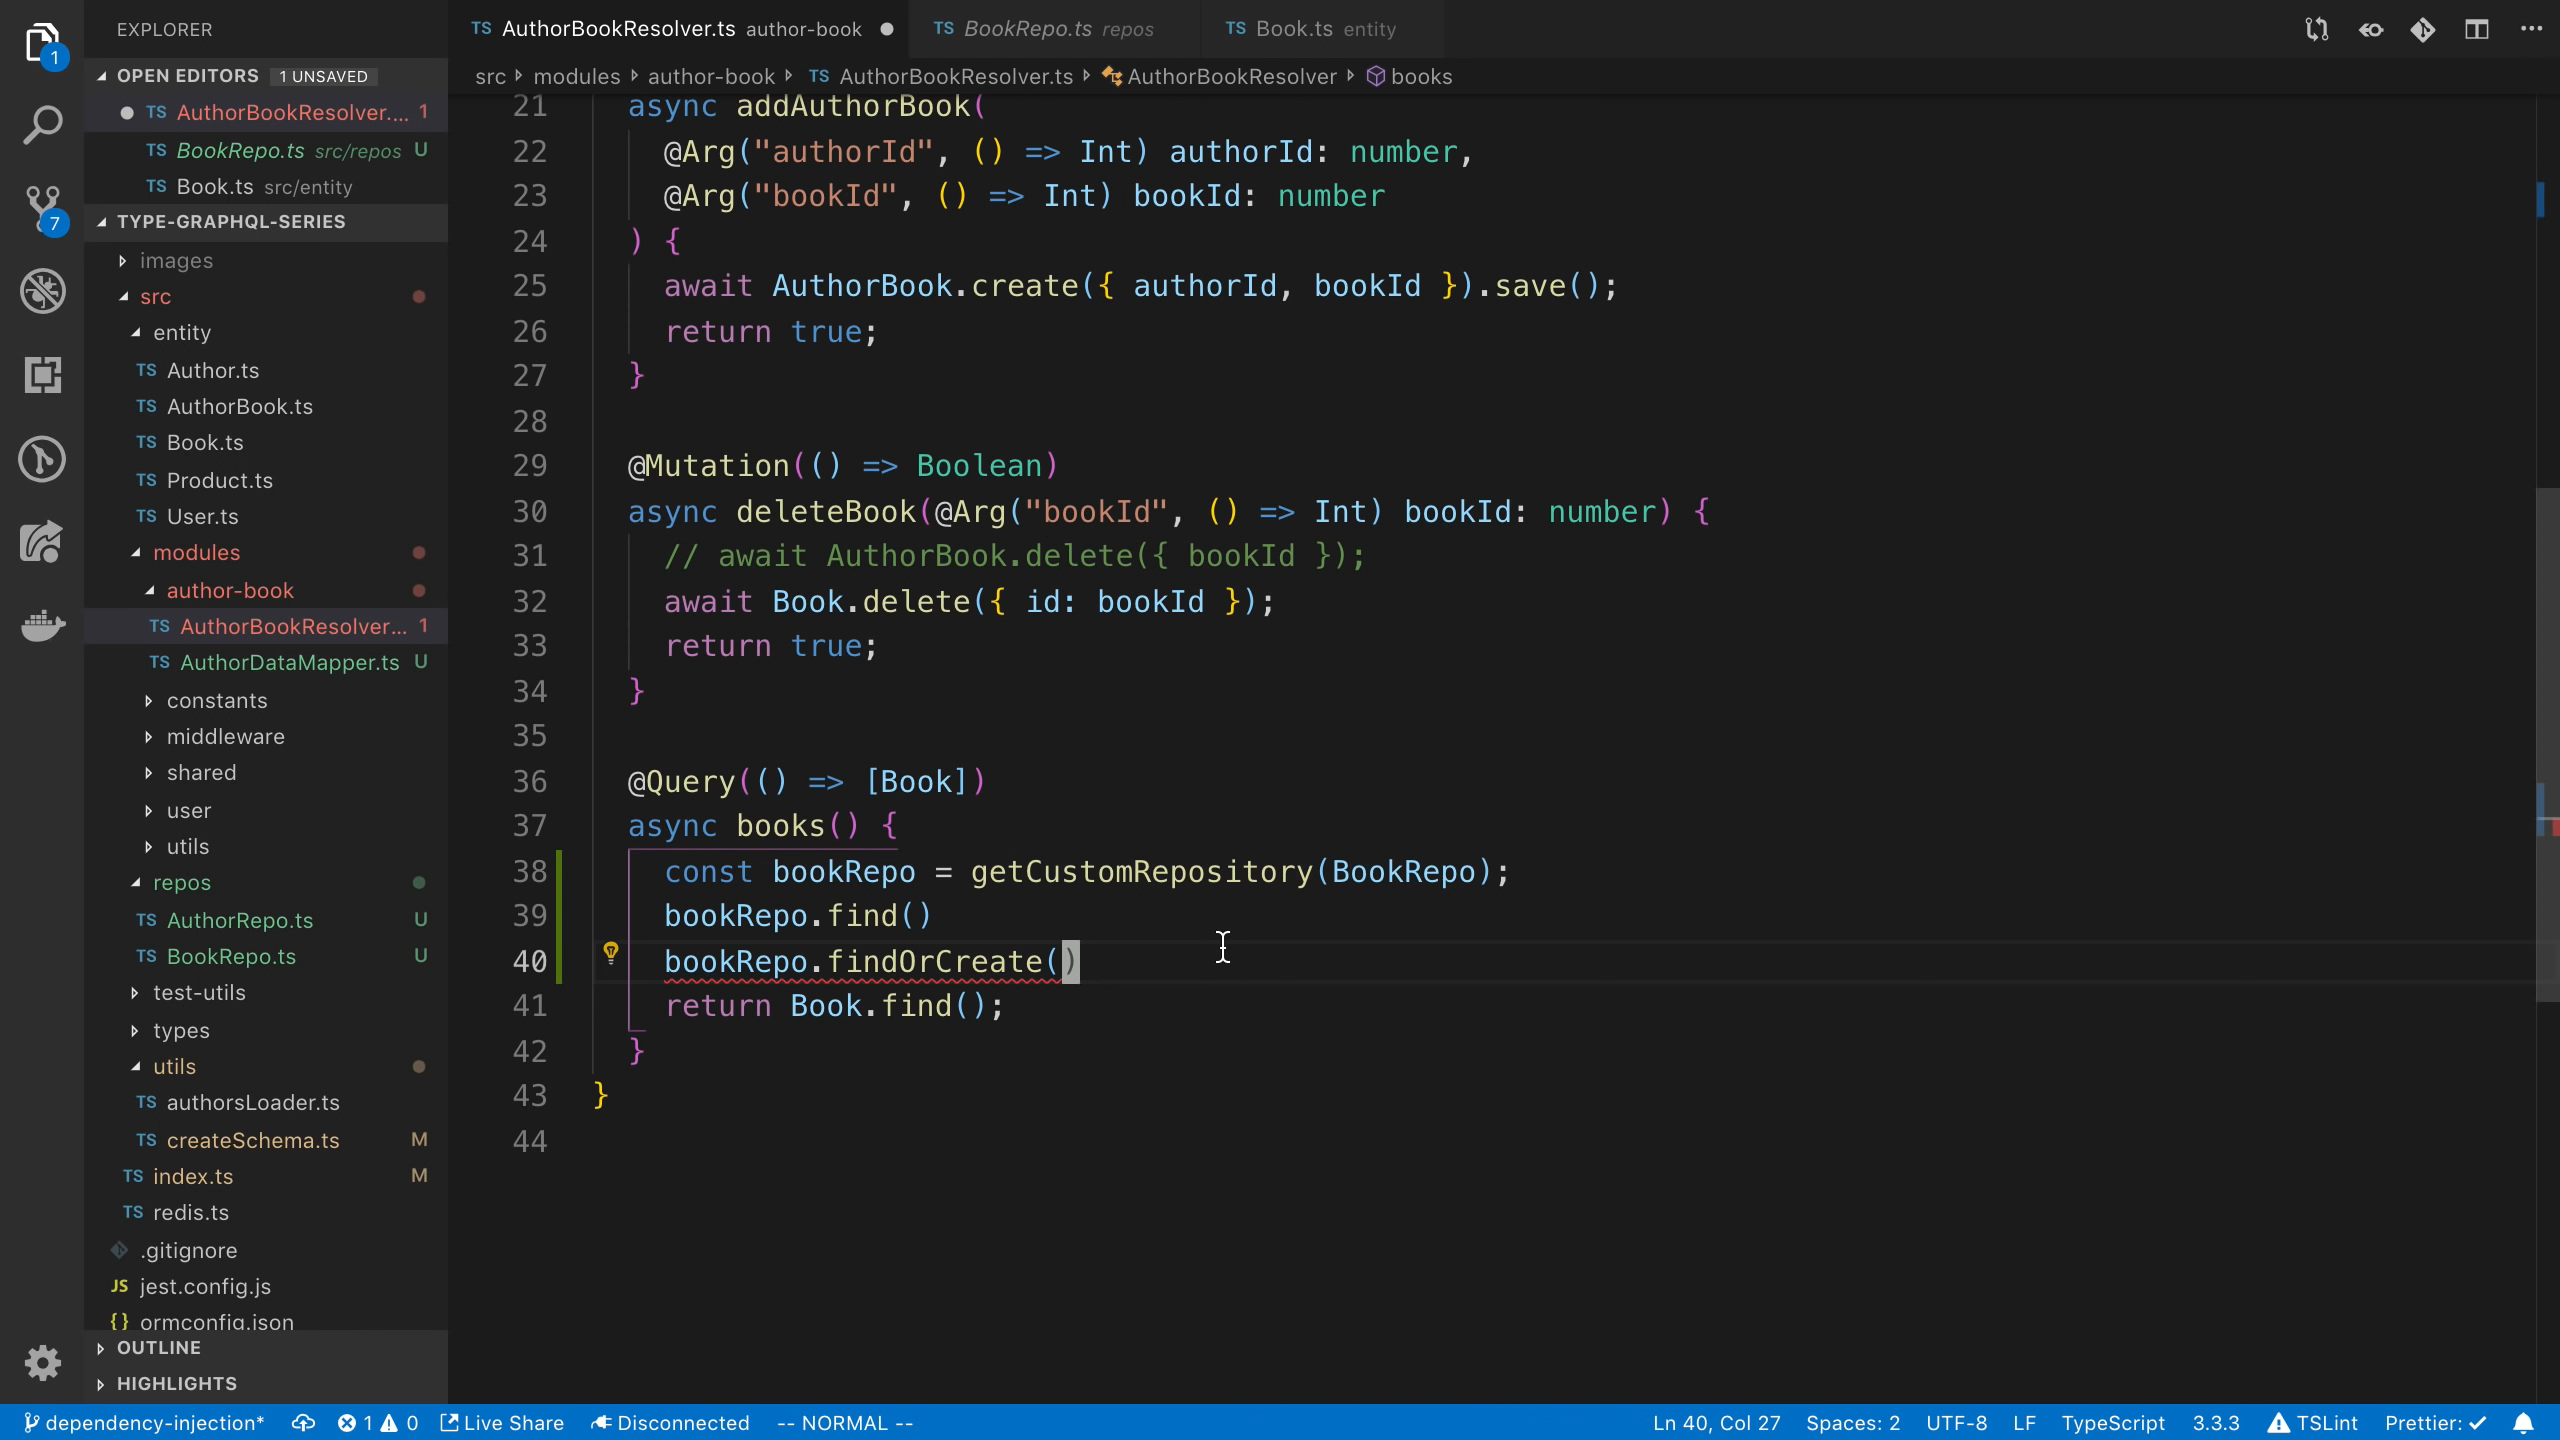 EXPLORER
OPEN EDITORS 1 UNSAVED
TS AuthorBookResolver.... 1
TS BookRepo.ts src/repos U
TS Book.ts src/entity
TYPE-GRAPHQL-SERIES
images
src
entity
TS Author.ts
TS AuthorBook.ts
TS Book.ts
TS Product.ts
TS User.ts
modules
author-book
TS AuthorBookResolver... 1
TS AuthorDataMapper.ts U
constants
middleware
shared
user
utils
repos
TS AuthorRepo.ts U
TS BookRepo.ts U
test-utils
types
utils
TS authorsLoader.ts
TS createSchema.ts M
TS index.ts M
TS redis.ts
.gitignore
JS jest.config.js
{} ormconfig.json
OUTLINE
HIGHLIGHTS
1
7
TS AuthorBookResolver.ts author-book
TS BookRepo.ts repos
TS Book.ts entity
src modules author-book TS AuthorBookResolver.ts AuthorBookResolver books
21 async addAuthorBook(
22 @Arg("authorId", () => Int) authorId: number,
23 @Arg("bookId", () => Int) bookId: number
24 ) {
25 await AuthorBook.create({ authorId, bookId }).save();
26 return true;
27 }
28
29 @Mutation(() => Boolean)
30 async deleteBook(@Arg("bookId", () => Int) bookId: number) {
31 // await AuthorBook.delete({ bookId });
32 await Book.delete({ id: bookId });
33 return true;
34 }
35
36 @Query(() => [Book])
37 async books() {
38 const bookRepo = getCustomRepository(BookRepo);
39 bookRepo.find()
40 bookRepo.findOrCreate()
41 return Book.find();
42 }
43 }
44
dependency-injection* 1 0 Live Share Disconnected -- NORMAL -- Ln 40, Col 27 Spaces: 2 UTF-8 LF TypeScript 3.3.3 TSLint Prettier: ✓